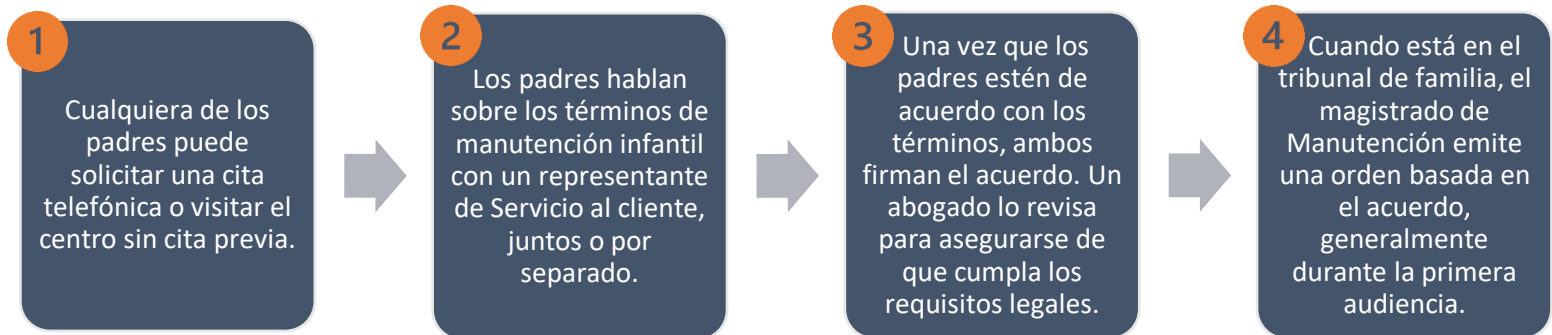 1
Cualquiera de los
padres puede
solicitar una cita
telefónica o visitar el
centro sin cita previa.
2
Los padres hablan
sobre los términos de
manutención infantil
con un representante
de Servicio al cliente,
juntos o por
separado.
3
Una vez que los
padres estén de
acuerdo con los
términos, ambos
firman el acuerdo. Un
abogado lo revisa
para asegurarse de
que cumpla los
requisitos legales.
4
Cuando está en el
tribunal de familia, el
magistrado de
Manutención emite
una orden basada en
el acuerdo,
generalmente
durante la primera
audiencia.